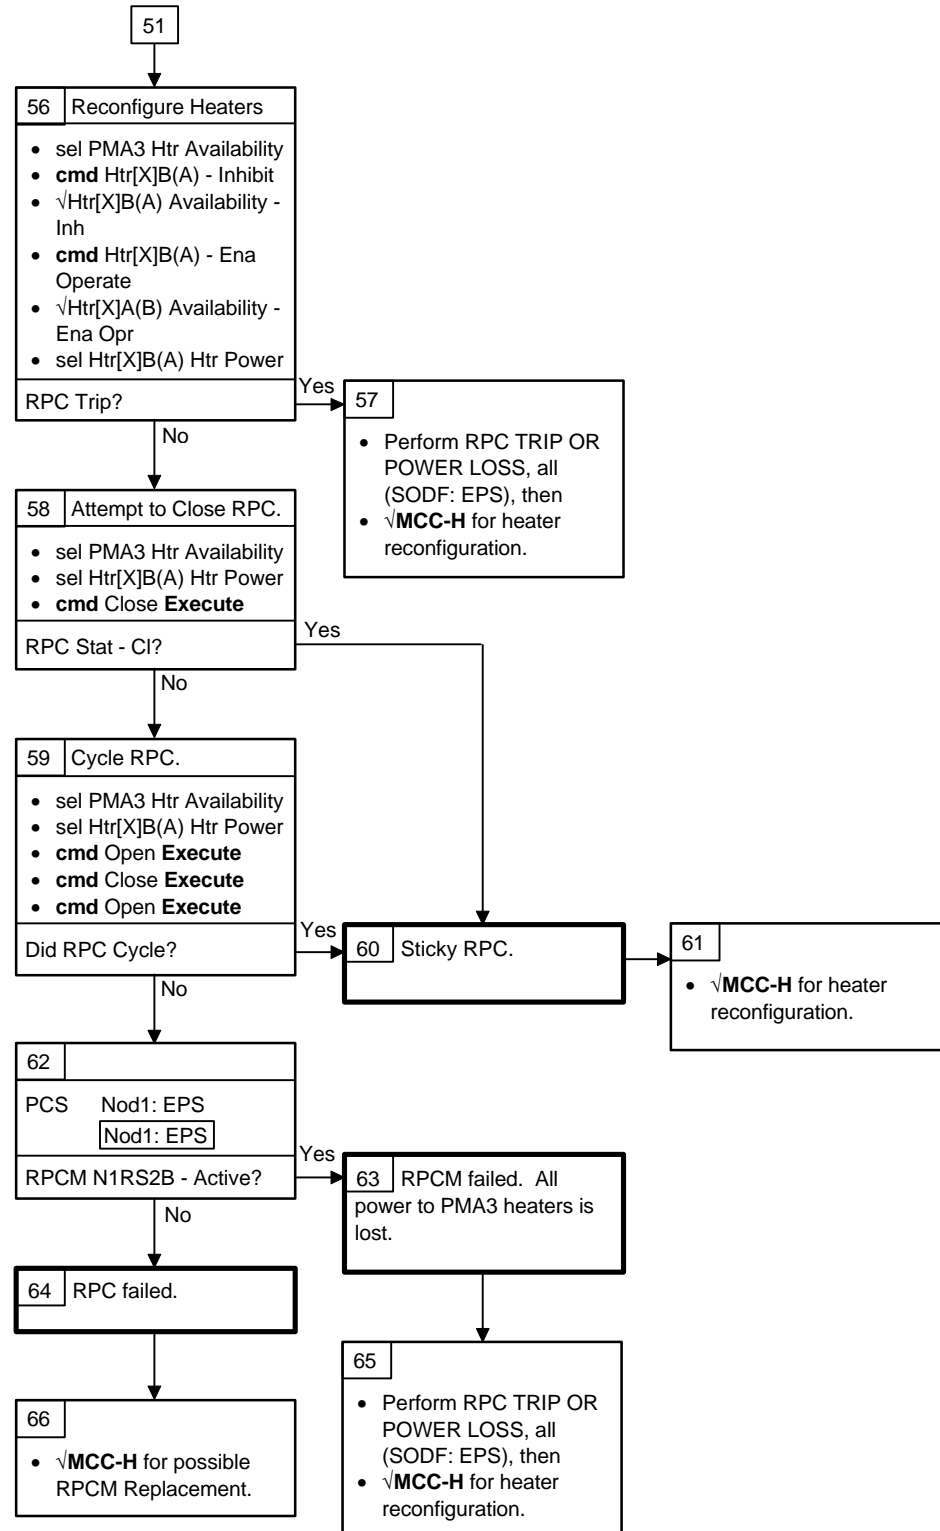 51
56 Reconfigure Heaters
• sel PMA3 Htr Availability
• cmd Htr[X]B(A) - Inhibit
• √Htr[X]B(A) Availability -
Inh
• cmd Htr[X]B(A) - Ena
Operate
• √Htr[X]A(B) Availability -
Ena Opr
• sel Htr[X]B(A) Htr Power
RPC Trip?
Yes
No
57
• Perform RPC TRIP OR
POWER LOSS, all
(SODF: EPS), then
• √MCC-H for heater
reconfiguration.
58 Attempt to Close RPC.
• sel PMA3 Htr Availability
• sel Htr[X]B(A) Htr Power
• cmd Close Execute
RPC Stat - Cl?
Yes
No
59 Cycle RPC.
• sel PMA3 Htr Availability
• sel Htr[X]B(A) Htr Power
• cmd Open Execute
• cmd Close Execute
• cmd Open Execute
Did RPC Cycle?
Yes
No
60 Sticky RPC.
61
• √MCC-H for heater
reconfiguration.
62
PCS Nod1: EPS
Nod1: EPS
RPCM N1RS2B - Active?
Yes
No
63 RPCM failed. All
power to PMA3 heaters is
lost.
64 RPC failed.
65
• Perform RPC TRIP OR
POWER LOSS, all
(SODF: EPS), then
• √MCC-H for heater
reconfiguration.
66
• √MCC-H for possible
RPCM Replacement.